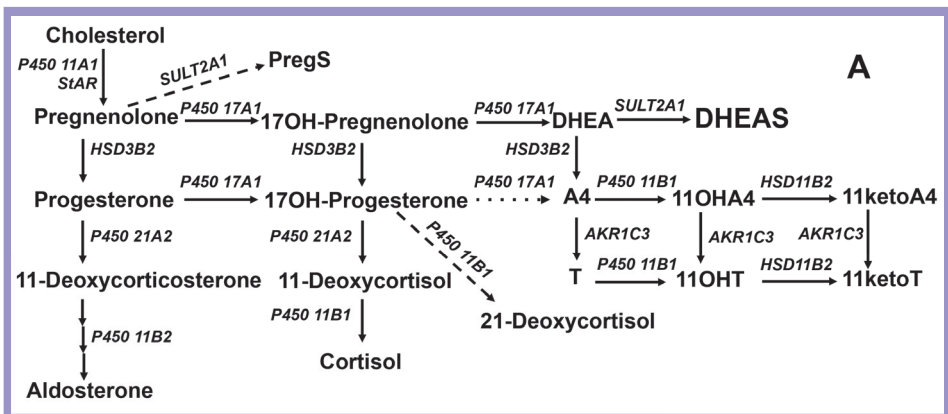 Cholesterol
P450 11A1
StAR
SULT2A1
PregS
A
Pregnenolone
P450 17A1
17OH-Pregnenolone
P450 17A1
DHEA
SULT2A1
DHEAS
HSD3B2
HSD3B2
HSD3B2
Progesterone
P450 17A1
17OH-Progesterone
P450 17A1
A4
P450 11B1
11OHA4
HSD11B2
11ketoA4
P450 21A2
P450 21A2
P450 11B1
AKR1C3
AKR1C3
AKR1C3
11-Deoxycorticosterone
11-Deoxycortisol
T
P450 11B1
11OHT
HSD11B2
11ketoT
P450 11B2
P450 11B1
21-Deoxycortisol
Aldosterone
Cortisol